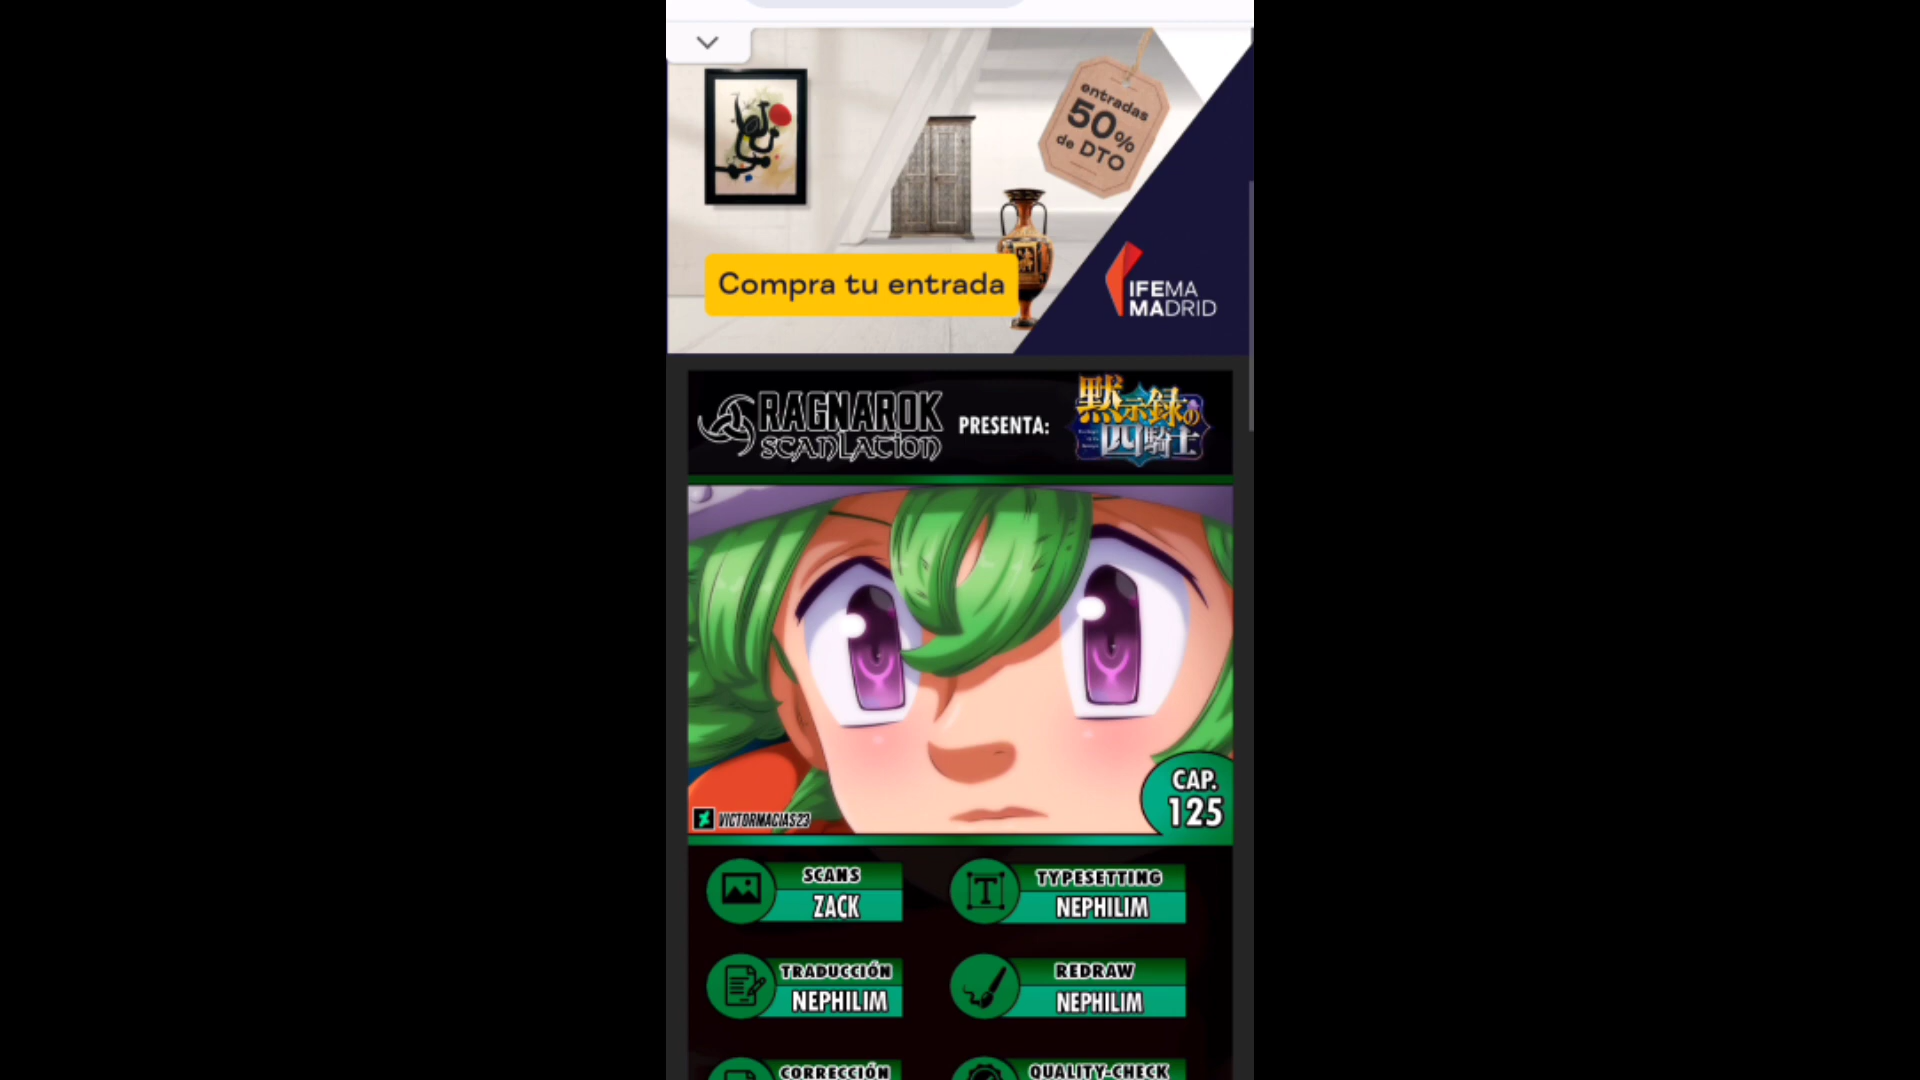 entradas
50%
de DTO
Compra tu entrada
IFEMA
MADRID
RAGNAROK
SCANLATION
PRESENTA:
黙示録の
四騎士
CAP.
125
VICTORMACIAS23
SCANS
ZACK
TYPESETTING
NEPHILIM
TRADUCCIÓN
NEPHILIM
REDRAW
NEPHILIM
CORRECCIÓN
QUALITY-CHECK